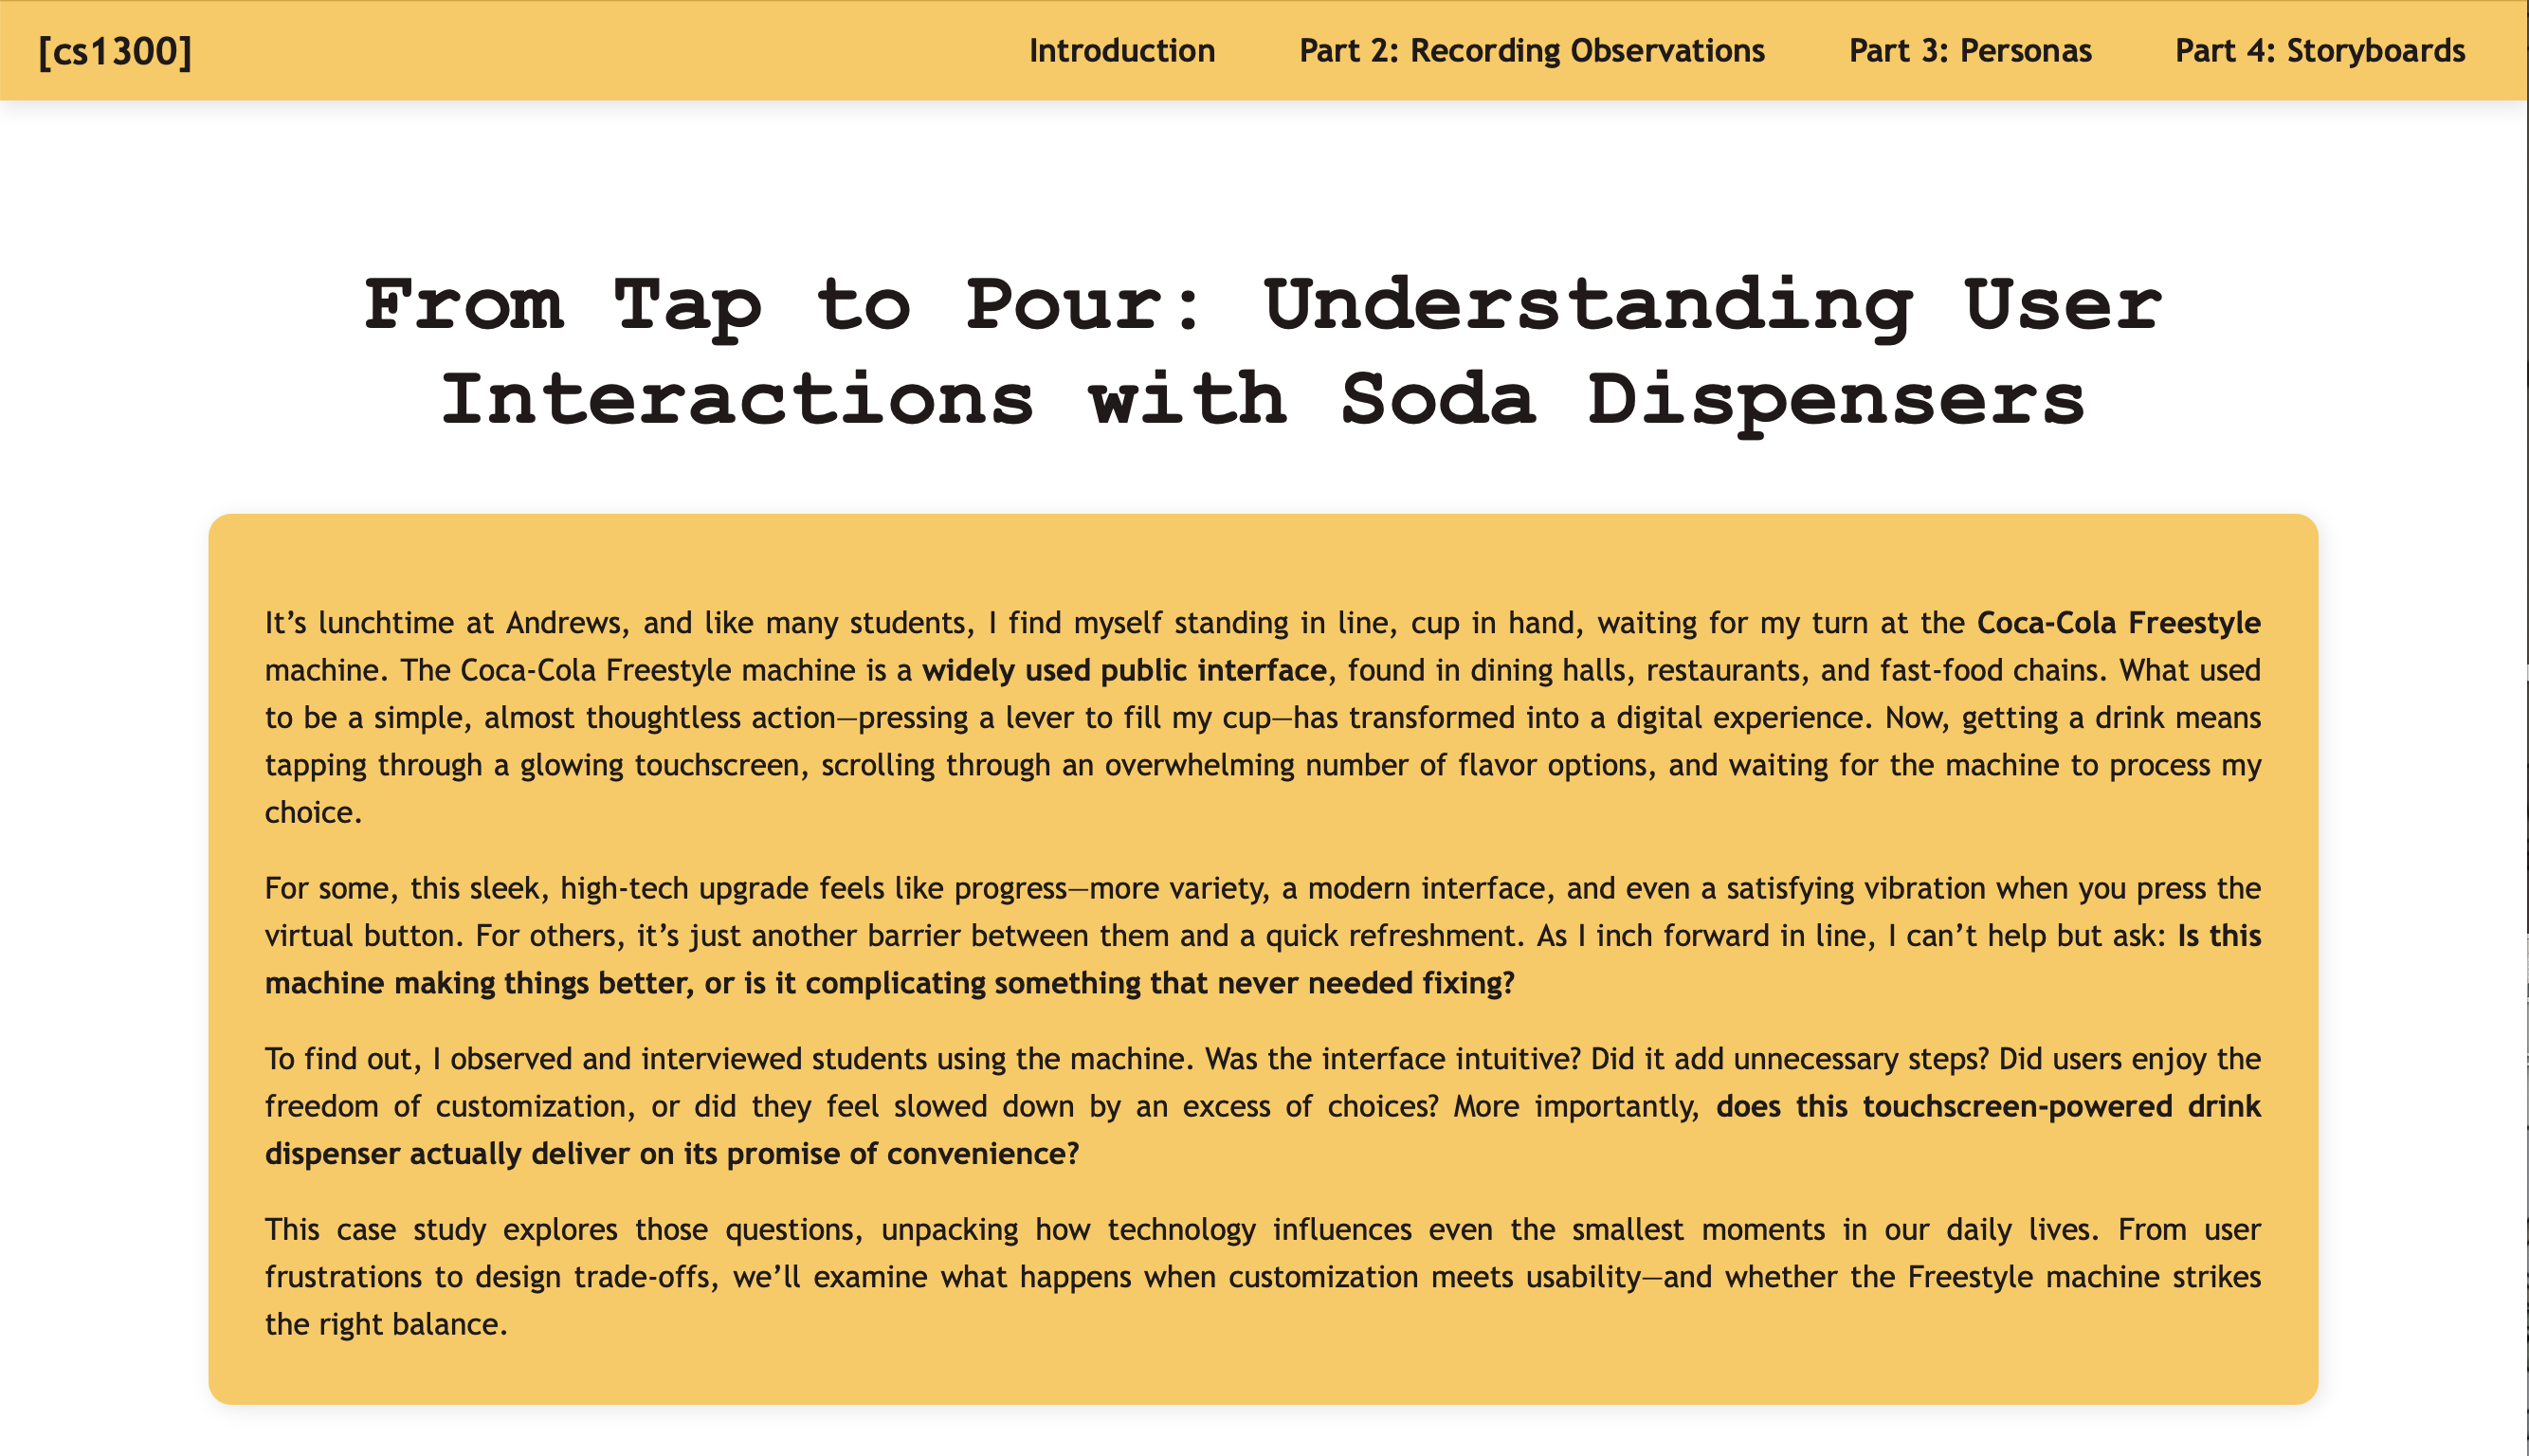 [cs1300]
Introduction
Part 2: Recording Observations
Part 3: Personas
Part 4: Storyboards
From Tap to Pour: Understanding User
Interactions with Soda Dispensers
It’s lunchtime at Andrews, and like many students, I find myself standing in line, cup in hand, waiting for my turn at the Coca-Cola Freestyle
machine. The Coca-Cola Freestyle machine is a widely used public interface, found in dining halls, restaurants, and fast-food chains. What used
to be a simple, almost thoughtless action—pressing a lever to fill my cup—has transformed into a digital experience. Now, getting a drink means
tapping through a glowing touchscreen, scrolling through an overwhelming number of flavor options, and waiting for the machine to process my
choice.
For some, this sleek, high-tech upgrade feels like progress—more variety, a modern interface, and even a satisfying vibration when you press the
virtual button. For others, it’s just another barrier between them and a quick refreshment. As I inch forward in line, I can’t help but ask: Is this
machine making things better, or is it complicating something that never needed fixing?
To find out, I observed and interviewed students using the machine. Was the interface intuitive? Did it add unnecessary steps? Did users enjoy the
freedom of customization, or did they feel slowed down by an excess of choices? More importantly, does this touchscreen-powered drink
dispenser actually deliver on its promise of convenience?
This case study explores those questions, unpacking how technology influences even the smallest moments in our daily lives. From user
frustrations to design trade-offs, we’ll examine what happens when customization meets usability—and whether the Freestyle machine strikes
the right balance.